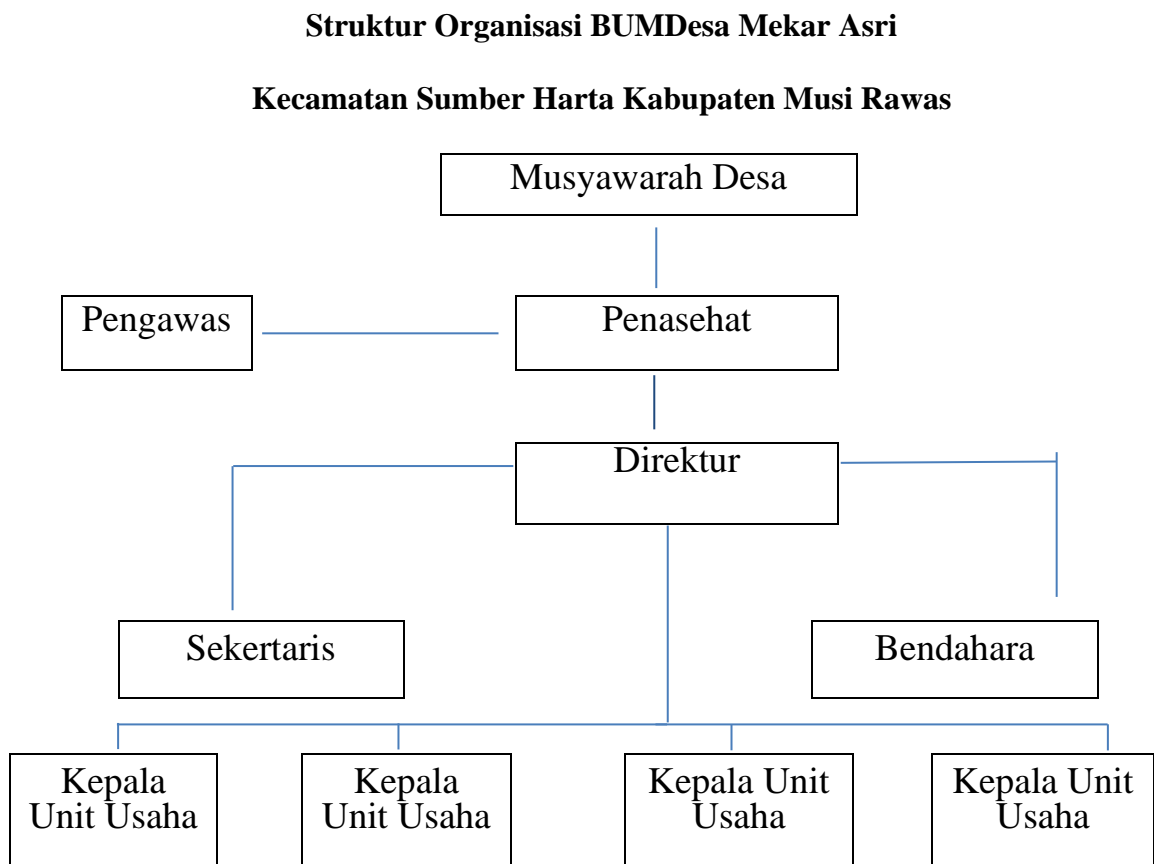 Struktur Organisasi BUMDesa Mekar Asri
Kecamatan Sumber Harta Kabupaten Musi Rawas
Musyawarah Desa
Pengawas
Penasehat
Direktur
Sekertaris
Bendahara
Kepala
Unit Usaha
Kepala
Unit Usaha
Kepala Unit
Usaha
Kepala Unit
Usaha